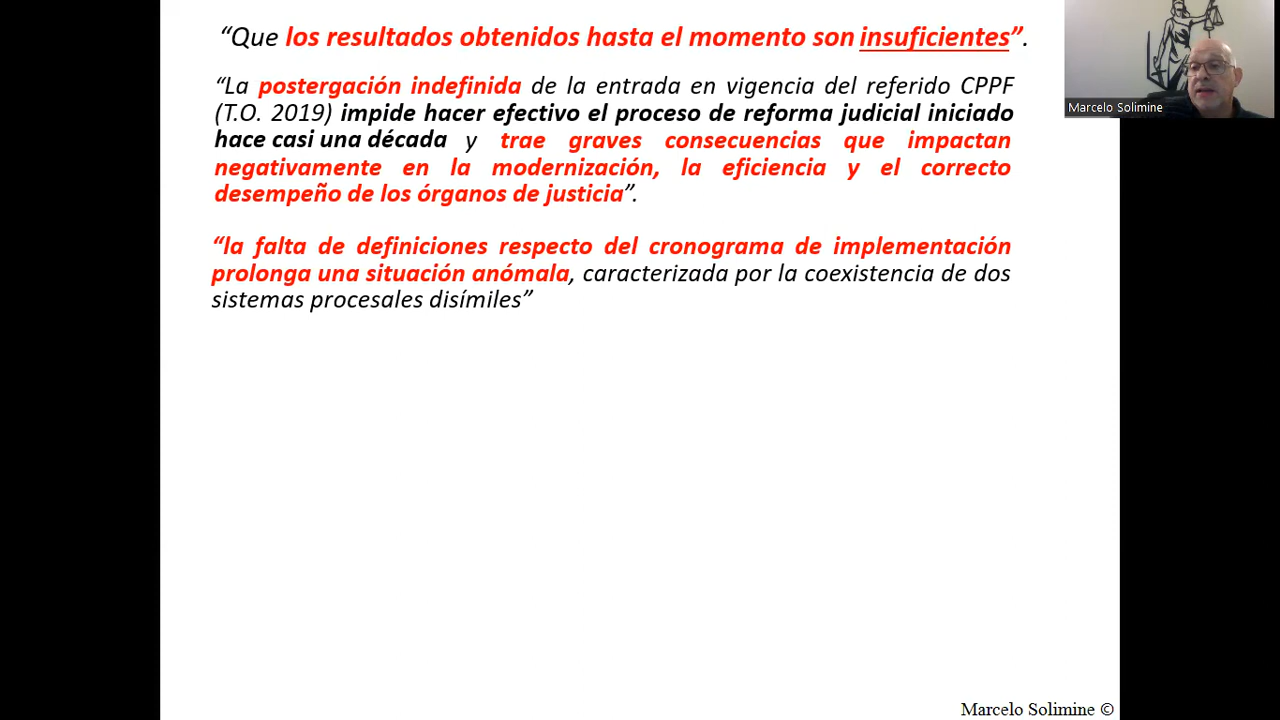 “Que los resultados obtenidos hasta el momento son insuficientes”.
Marcelo Solimine
“La postergación indefinida de la entrada en vigencia del referido CPPF
(T.O. 2019) impide hacer efectivo el proceso de reforma judicial iniciado
hace casi una década y trae graves consecuencias que impactan
negativamente en la modernización, la eficiencia y el correcto
desempeño de los órganos de justicia”.
“la falta de definiciones respecto del cronograma de implementación
prolonga una situación anómala, caracterizada por la coexistencia de dos
sistemas procesales disímiles”
Marcelo Solimine ©